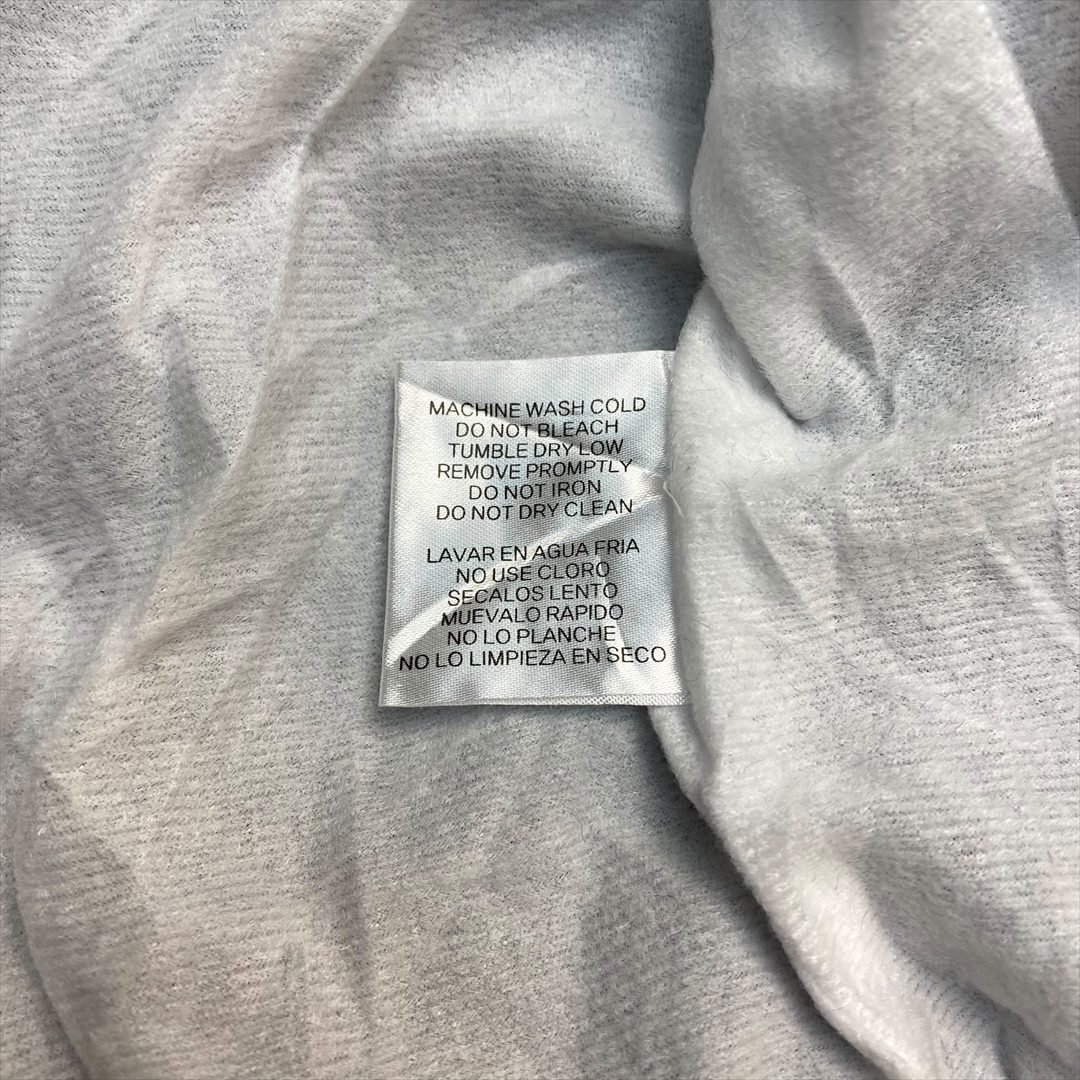 MACHINE WASH COLD
DO NOT BLEACH
TUMBLE DRY LOW
REMOVE PROMPTLY
DO NOT IRON
DO NOT DRY CLEAN
LAVAR EN AGUA FRIA
NO USE CLORO
SECALOS LENTO
MUEVALO RAPIDO
NO LO PLANCHE
NO LO LIMPIEZA EN SECO